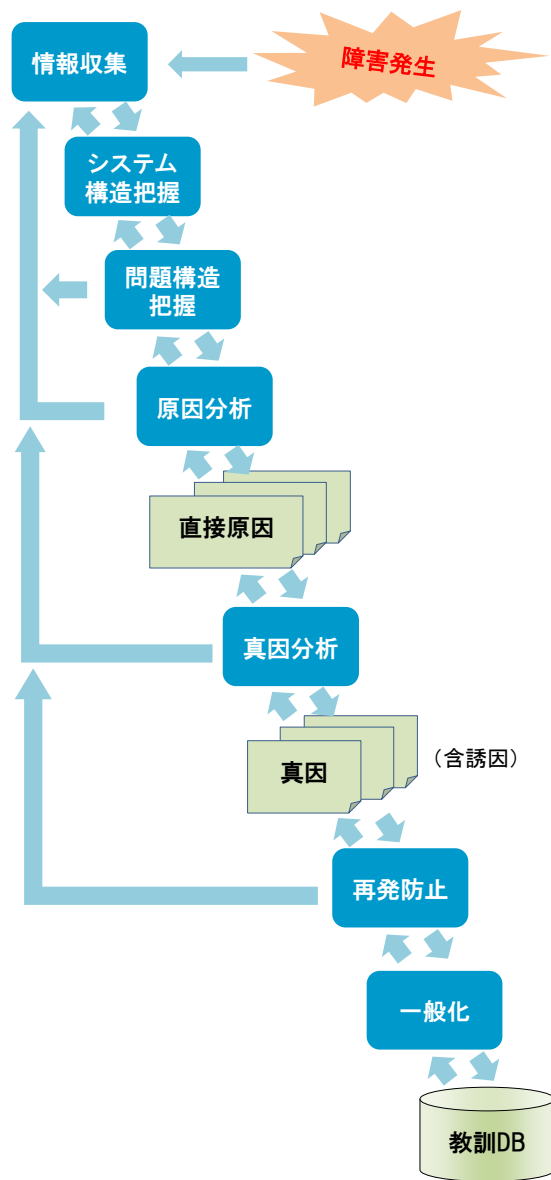 障害発生
情報収集
システム
構造把握
問題構造
把握
原因分析
直接原因
真因分析
真因
（含誘因）
再発防止
一般化
教訓DB